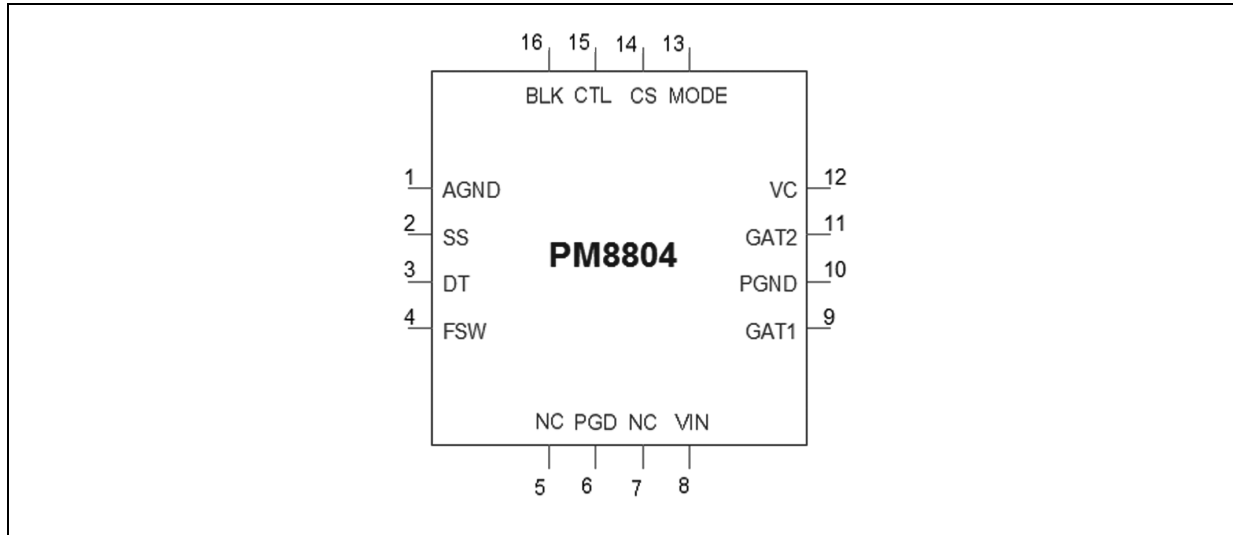 16 15 14 13
BLK CTL CS MODE
1 AGND VC 12
2 SS GAT2 11
PM8804
3 DT PGND 10
4 FSW GAT1 9
NC PGD NC VIN
5 6 7 8